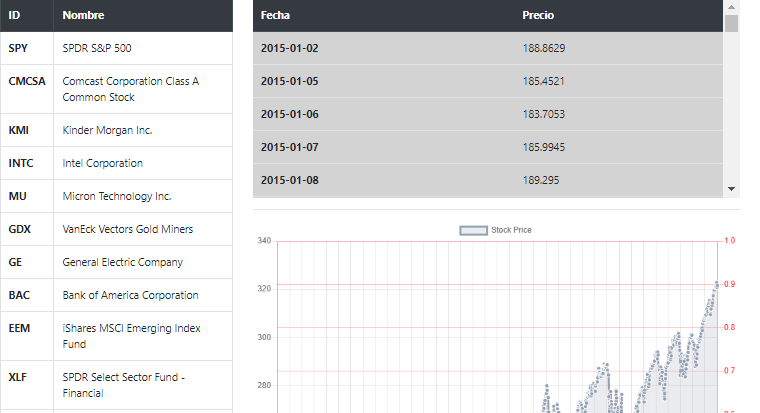 ID Nombre
SPY SPDR S&P 500
CMCSA Comcast Corporation Class A
Common Stock
KMI Kinder Morgan Inc.
INTC Intel Corporation
MU Micron Technology Inc.
GDX VanEck Vectors Gold Miners
GE General Electric Company
BAC Bank of America Corporation
EEM iShares MSCI Emerging Index
Fund
XLF SPDR Select Sector Fund -
Financial
Fecha Precio
2015-01-02 188.8629
2015-01-05 185.4521
2015-01-06 183.7053
2015-01-07 185.9945
2015-01-08 189.295
Stock Price
340 1.0
320 0.9
300 0.8
0.7
280